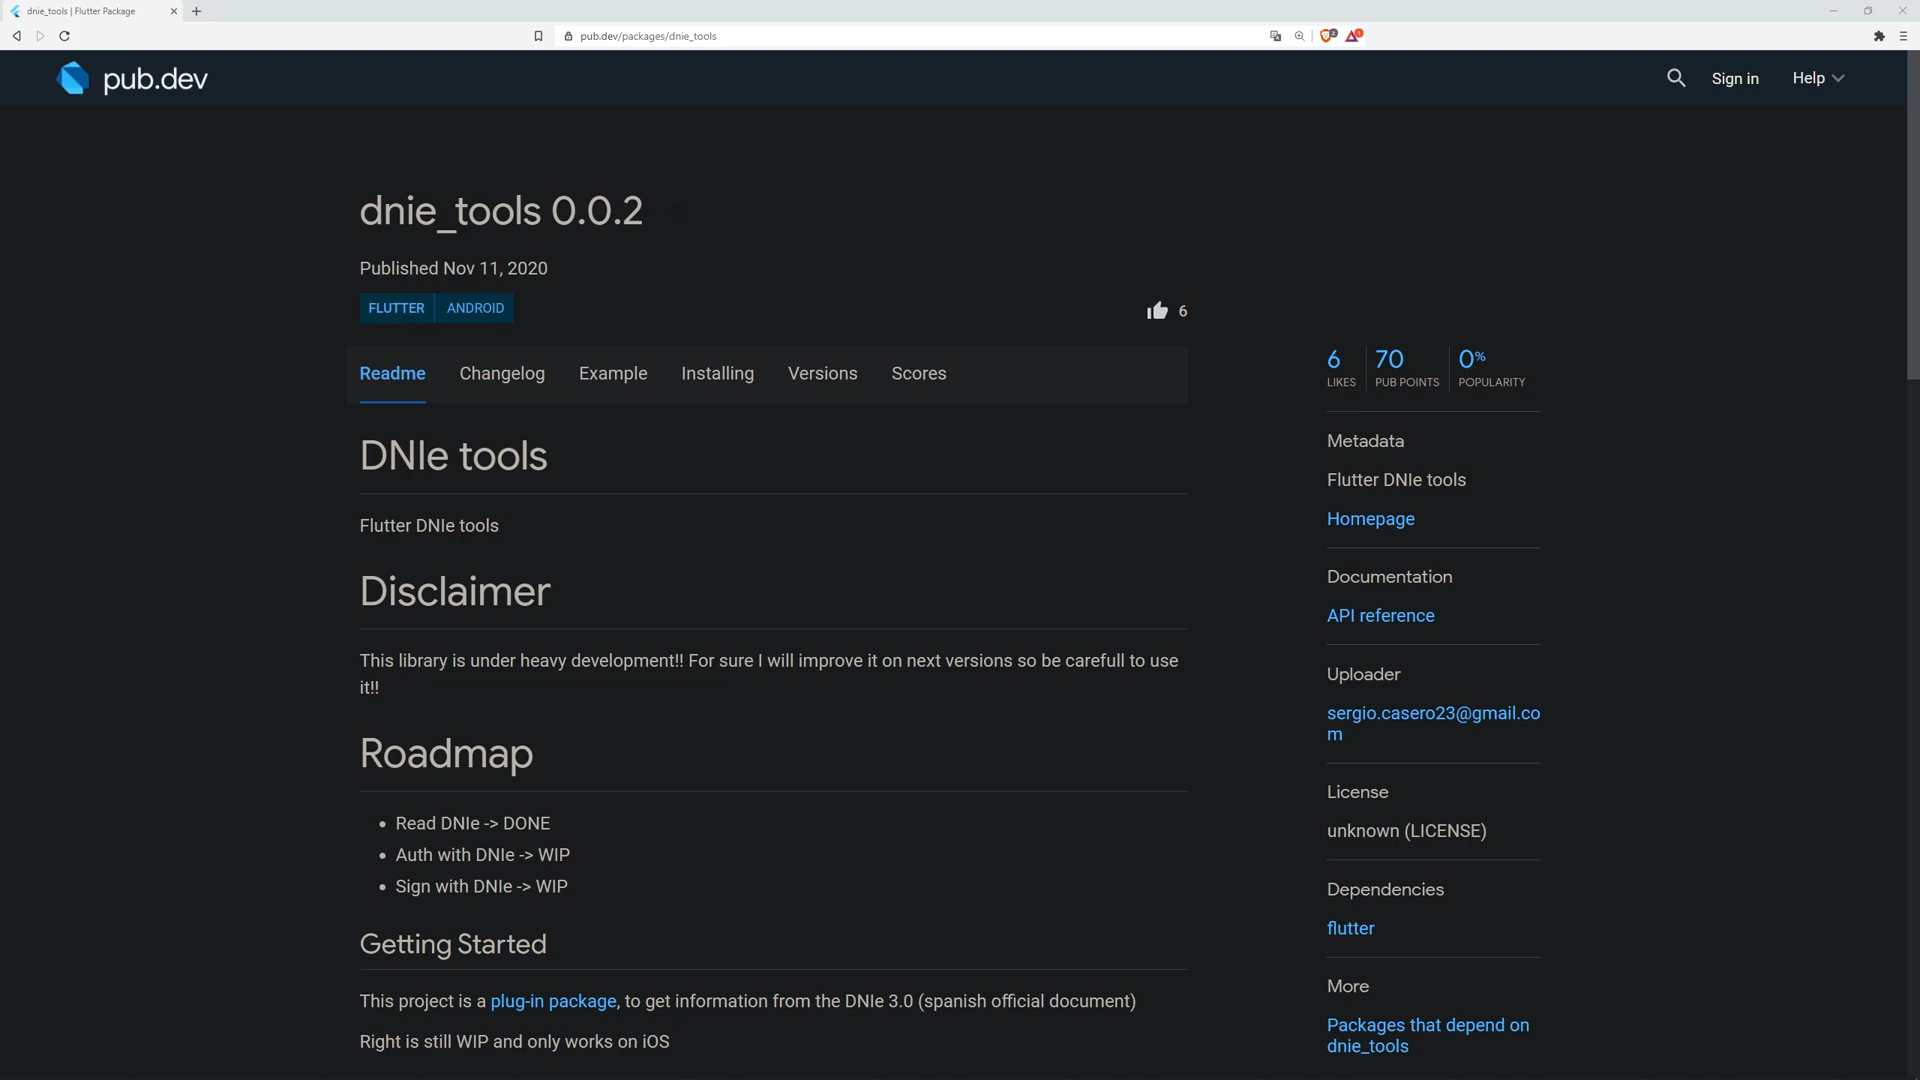 dnie_tools | Flutter Package
pub.dev/packages/dnie_tools
2
1
pub.dev
Sign in
Help
dnie_tools 0.0.2
Published Nov 11, 2020
FLUTTER
ANDROID
6
Readme
Changelog
Example
Installing
Versions
Scores
DNIe tools
Flutter DNIe tools
Disclaimer
This library is under heavy development!! For sure I will improve it on next versions so be carefull to use
it!!
Roadmap
• Read DNIe -> DONE
• Auth with DNIe -> WIP
• Sign with DNIe -> WIP
Getting Started
This project is a plug-in package, to get information from the DNIe 3.0 (spanish official document)
Right is still WIP and only works on iOS
6
LIKES
70
PUB POINTS
0%
POPULARITY
Metadata
Flutter DNIe tools
Homepage
Documentation
API reference
Uploader
sergio.casero23@gmail.co
m
License
unknown (LICENSE)
Dependencies
flutter
More
Packages that depend on
dnie_tools